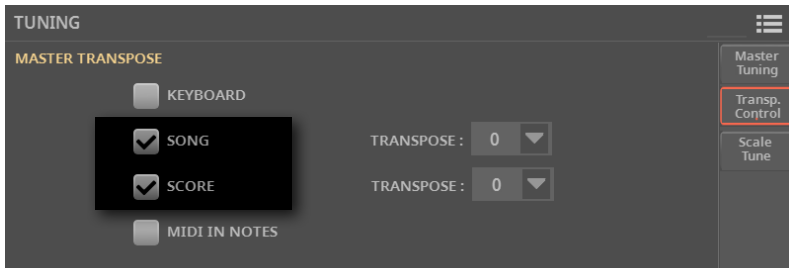 TUNING
MASTER TRANSPOSE
KEYBOARD
SONG TRANSPOSE : 0
SCORE TRANSPOSE : 0
MIDI IN NOTES
Master
Tuning
Transp.
Control
Scale
Tune